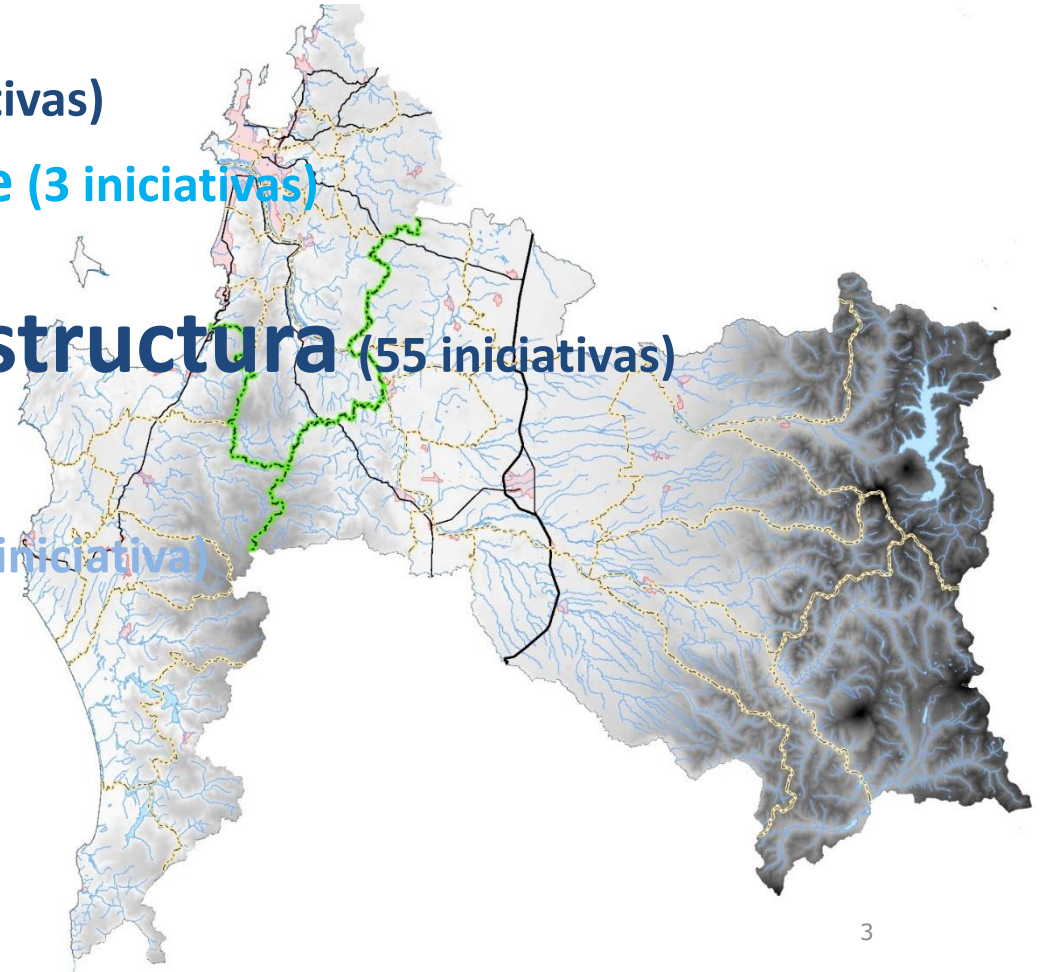 tivas)
e (3 iniciativas)
structura (55 iniciativas)
iniciativa)
3